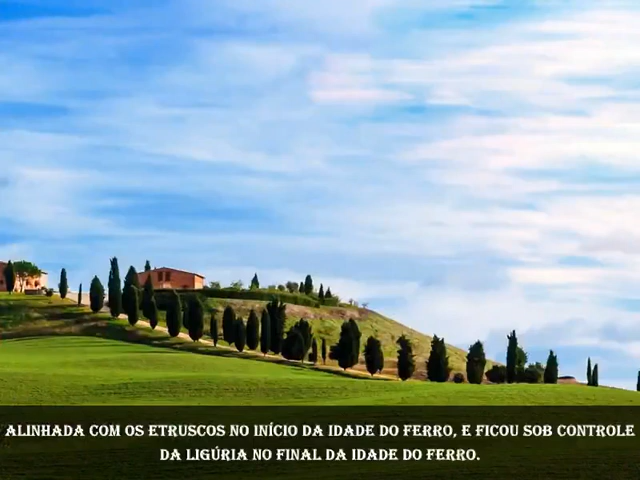 ALINHADA COM OS ETRUSCOS NO INÍCIO DA IDADE DO FERRO, E FICOU SOB CONTROLE
DA LIGÚRIA NO FINAL DA IDADE DO FERRO.